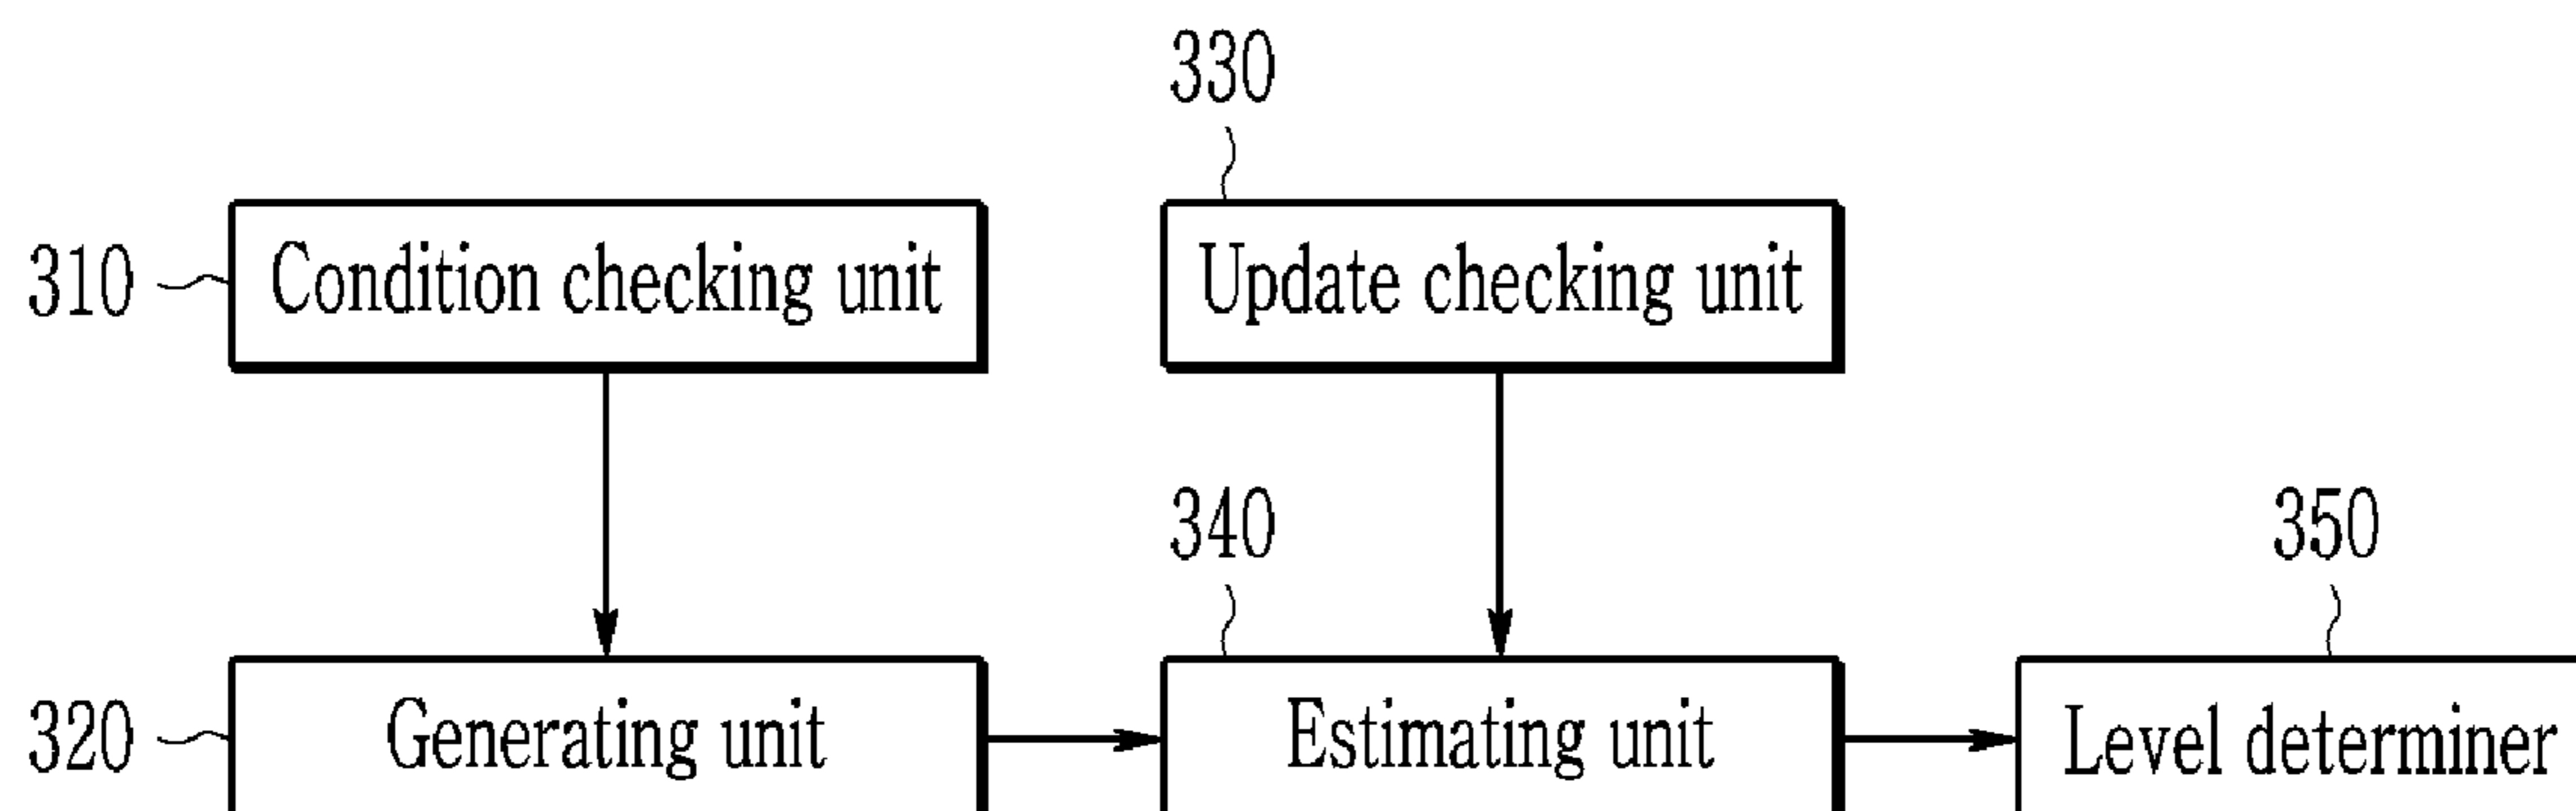 330
310 Condition checking unit Update checking unit
340 350
320 Generating unit Estimating unit Level determiner